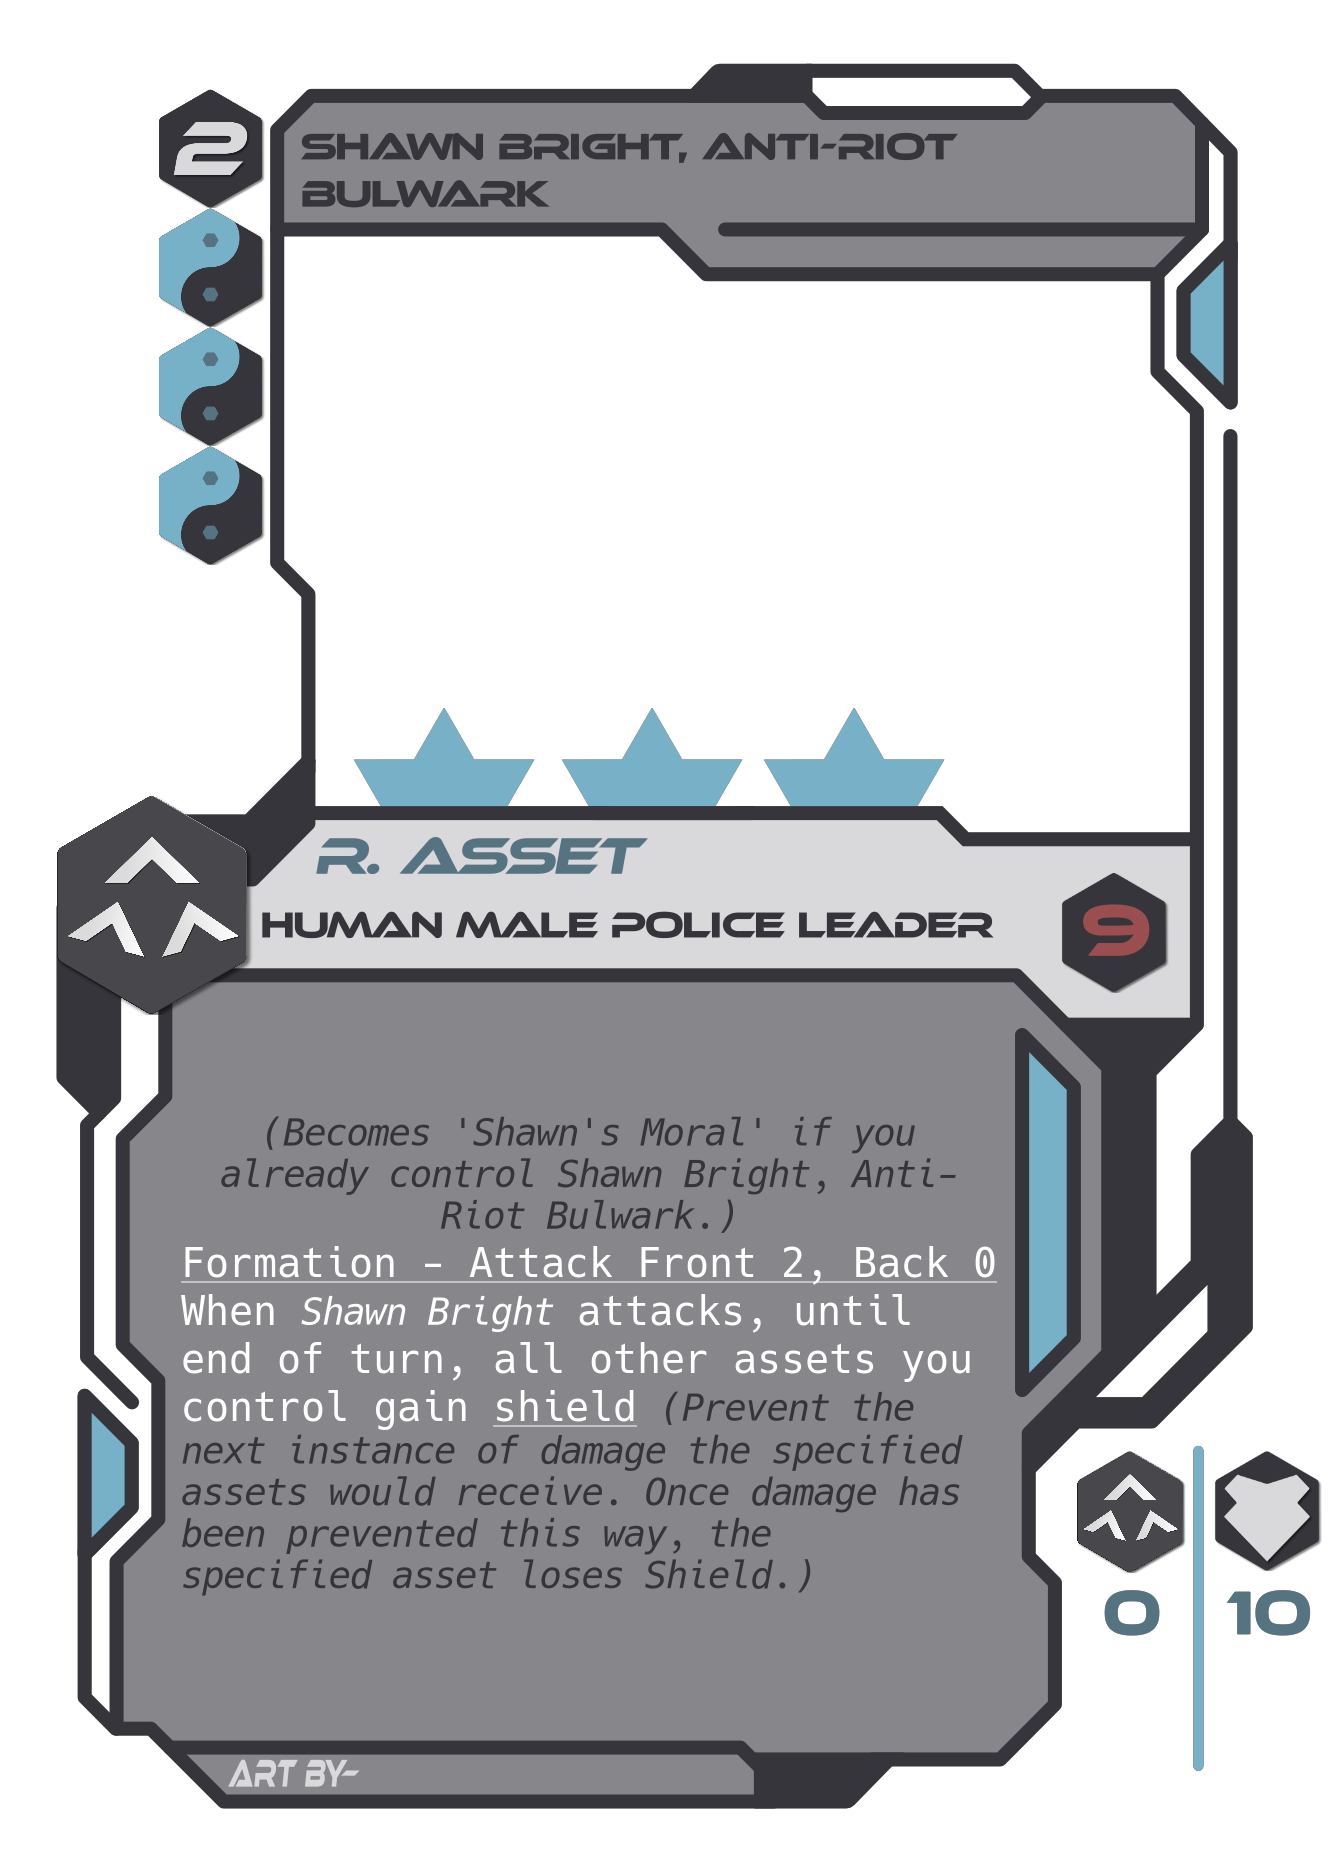 2
SHAWN BRIGHT, ANTI-RIOT
BULWARK
R. ASSET
HUMAN MALE POLICE LEADER
9
(Becomes 'Shawn's Moral' if you
already control Shawn Bright, Anti-
Riot Bulwark.)
Formation - Attack Front 2, Back 0
When Shawn Bright attacks, until
end of turn, all other assets you
control gain shield (Prevent the
next instance of damage the specified
assets would receive. Once damage has
been prevented this way, the
specified asset loses Shield.)
0 10
ART BY-